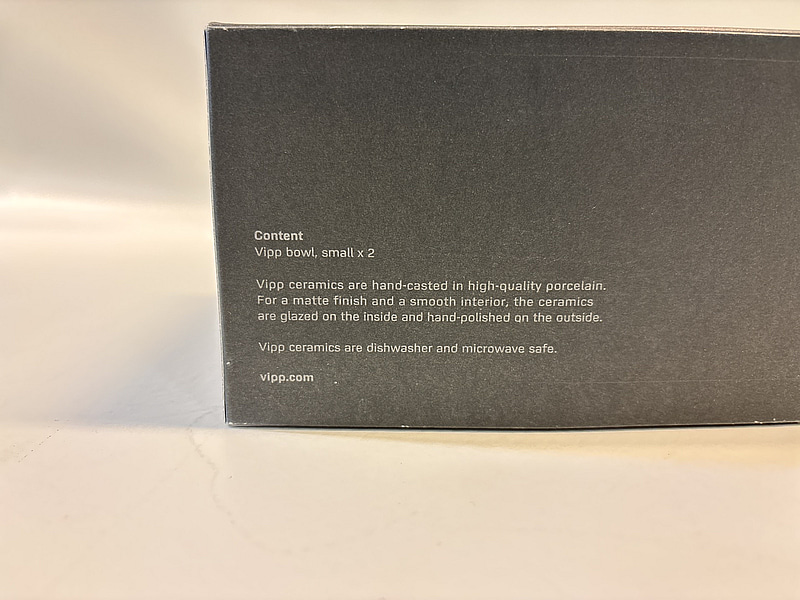 Content
Vipp bowl, small x 2
Vipp ceramics are hand-casted in high-quality porcelain.
For a matte finish and a smooth interior, the ceramics
are glazed on the inside and hand-polished on the outside.
Vipp ceramics are dishwasher and microwave safe.
vipp.com